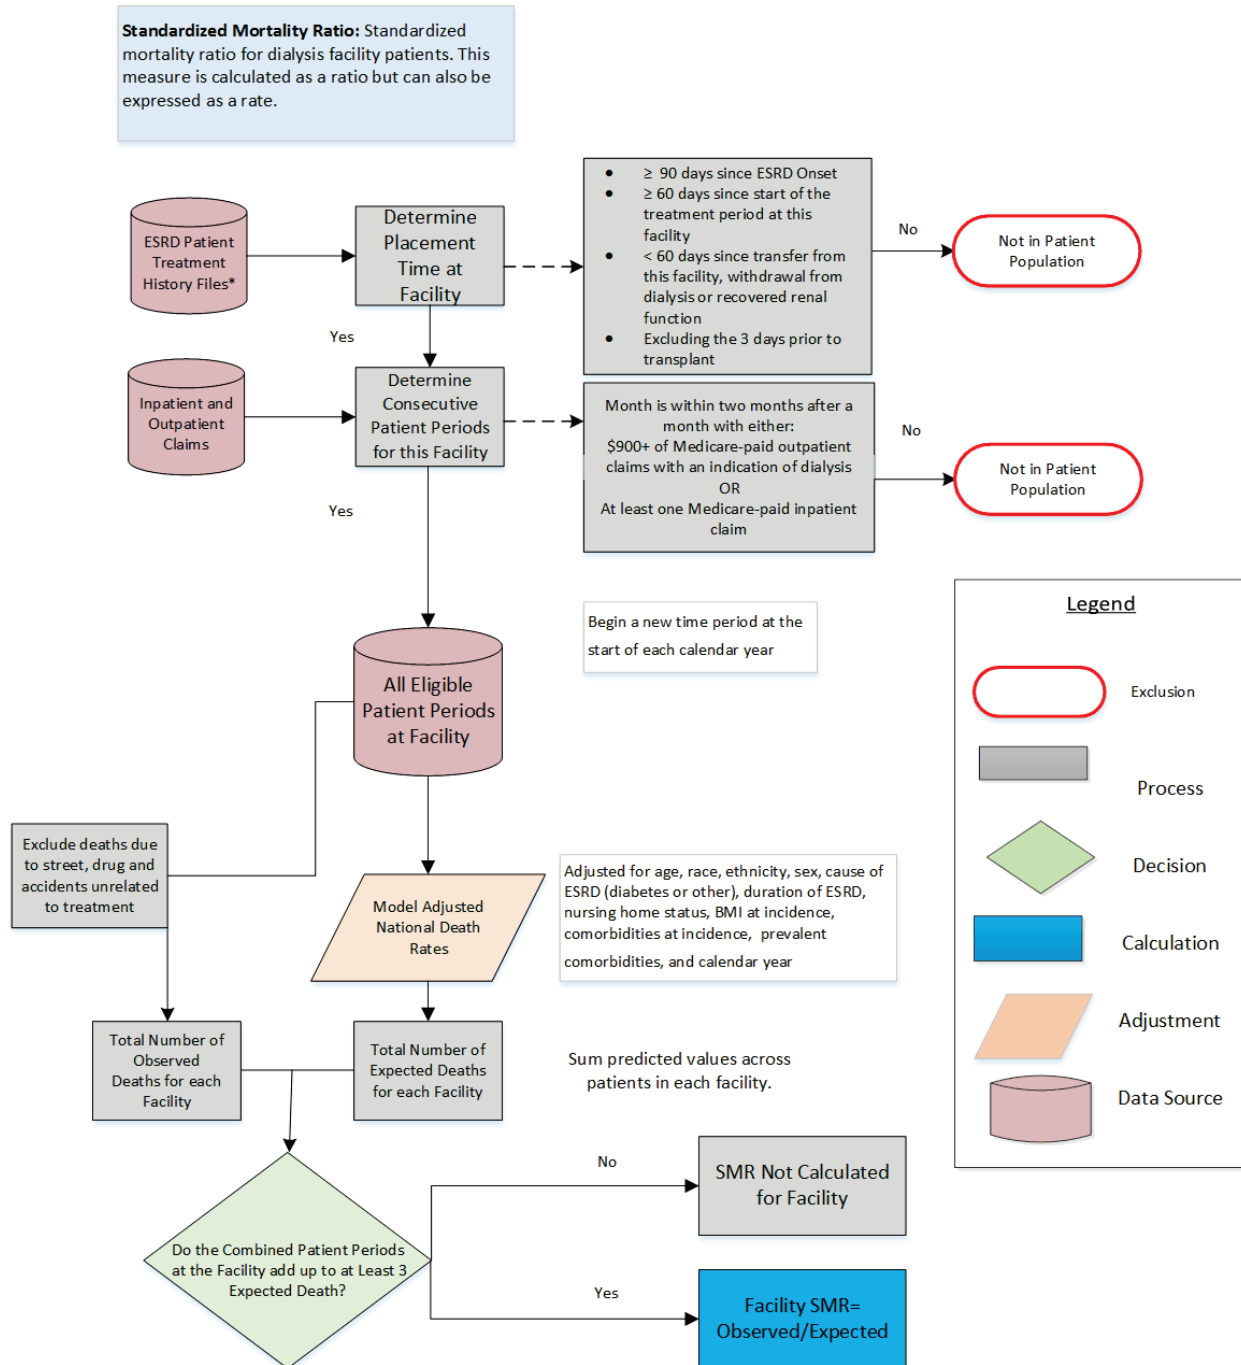 Standardized Mortality Ratio: Standardized
mortality ratio for dialysis facility patients. This
measure is calculated as a ratio but can also be
expressed as a rate.
ESRD Patient
Treatment
History Files*
Determine
Placement
Time at
Facility
• ≥ 90 days since ESRD Onset
• ≥ 60 days since start of the
treatment period at this
facility
• < 60 days since transfer from
this facility, withdrawal from
dialysis or recovered renal
function
• Excluding the 3 days prior to
transplant
No
Not in Patient
Population
Yes
Inpatient and
Outpatient
Claims
Determine
Consecutive
Patient Periods
for this Facility
Month is within two months after a
month with either:
$900+ of Medicare-paid outpatient
claims with an indication of dialysis
OR
At least one Medicare-paid inpatient
claim
No
Not in Patient
Population
Yes
Begin a new time period at the
start of each calendar year
All Eligible
Patient Periods
at Facility
Exclude deaths due
to street, drug and
accidents unrelated
to treatment
Model Adjusted
National Death
Rates
Adjusted for age, race, ethnicity, sex, cause of
ESRD (diabetes or other), duration of ESRD,
nursing home status, BMI at incidence,
comorbidities at incidence, prevalent
comorbidities, and calendar year
Total Number of
Observed
Deaths for each
Facility
Total Number of
Expected Deaths
for each Facility
Sum predicted values across
patients in each facility.
Do the Combined Patient Periods
at the Facility add up to at Least 3
Expected Death?
No
SMR Not Calculated
for Facility
Yes
Facility SMR=
Observed/Expected
Legend
Exclusion
Process
Decision
Calculation
Adjustment
Data Source